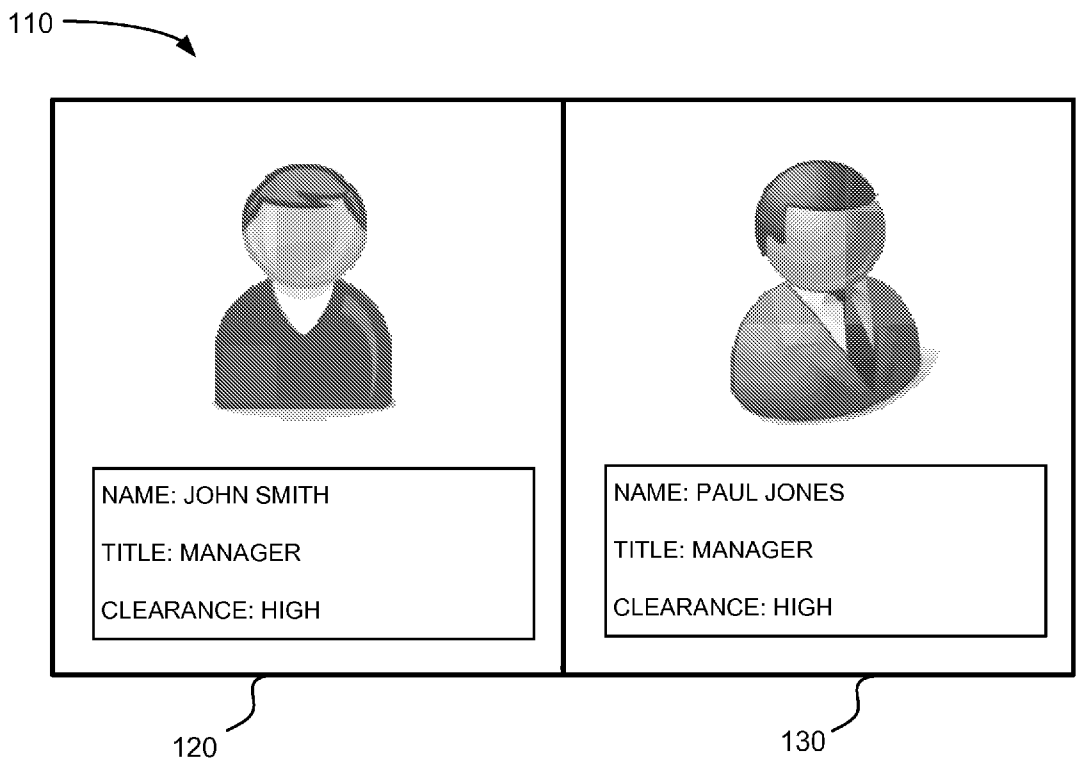 110
NAME: JOHN SMITH
TITLE: MANAGER
CLEARANCE: HIGH
NAME: PAUL JONES
TITLE: MANAGER
CLEARANCE: HIGH
120
130